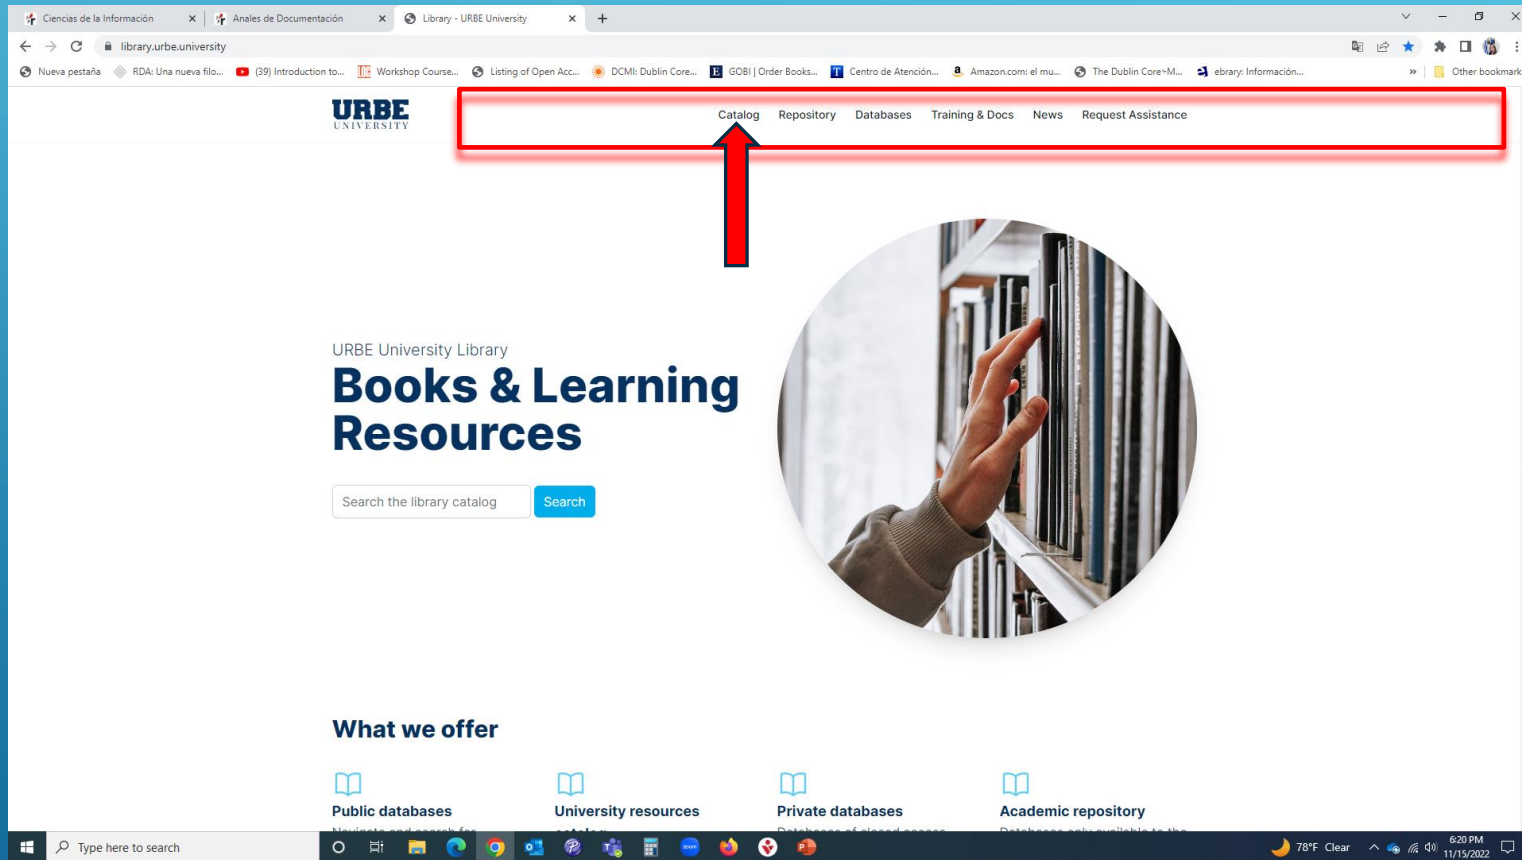 Ciencias de la Información
Anales de Documentación
Library - URBE University
library.urbe.university
Nueva pestaña
RDA: Una nueva filo...
(39) Introduction to...
Workshop Course...
Listing of Open Acc...
DCMI: Dublin Core...
GOBI | Order Books...
Centro de Atención...
Amazon.com: el mu...
The Dublin Core™ M...
ebrary: Información...
»
Other bookmark
URBE
UNIVERSITY
Catalog
Repository
Databases
Training & Docs
News
Request Assistance
URBE University Library
Books & Learning
Resources
Search the library catalog
Search
What we offer
Public databases
University resources
Private databases
Academic repository
Type here to search
78°F Clear
6:20 PM
11/15/2022